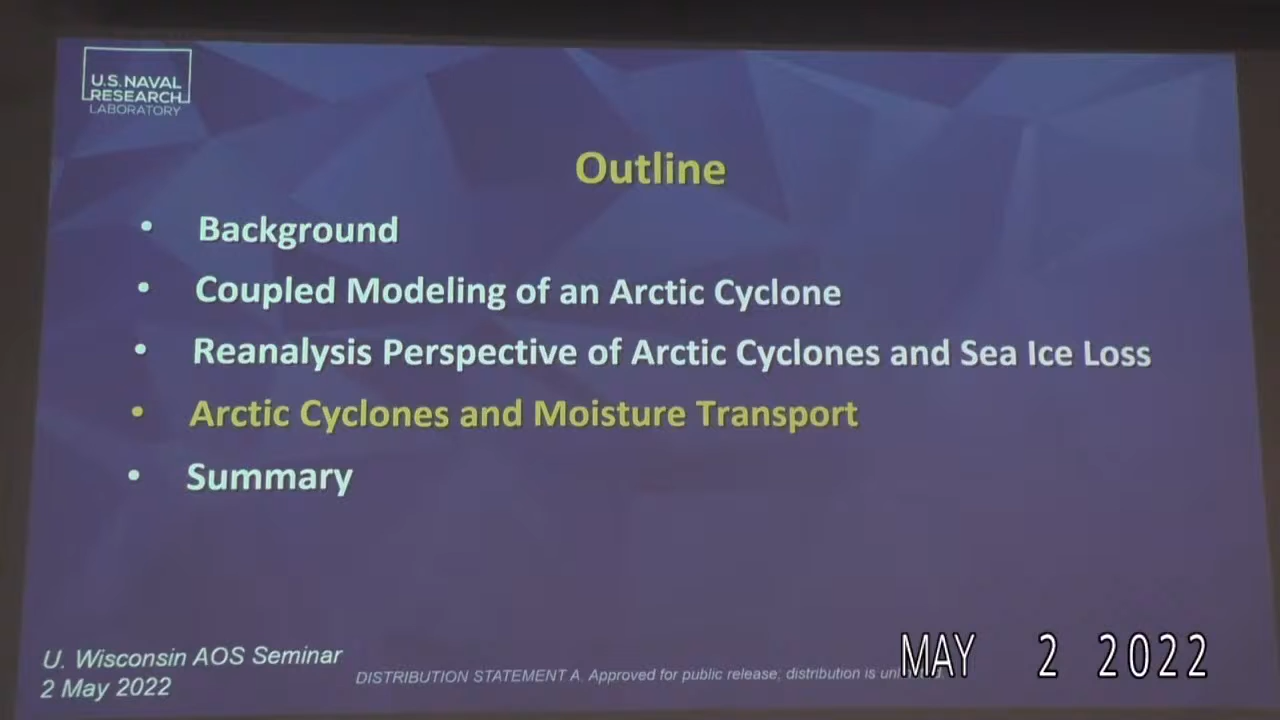 U.S. NAVAL
RESEARCH
LABORATORY
Outline
• Background
• Coupled Modeling of an Arctic Cyclone
• Reanalysis Perspective of Arctic Cyclones and Sea Ice Loss
• Arctic Cyclones and Moisture Transport
• Summary
U. Wisconsin AOS Seminar
2 May 2022
DISTRIBUTION STATEMENT A. Approved for public release; distribution is
MAY 2 2022